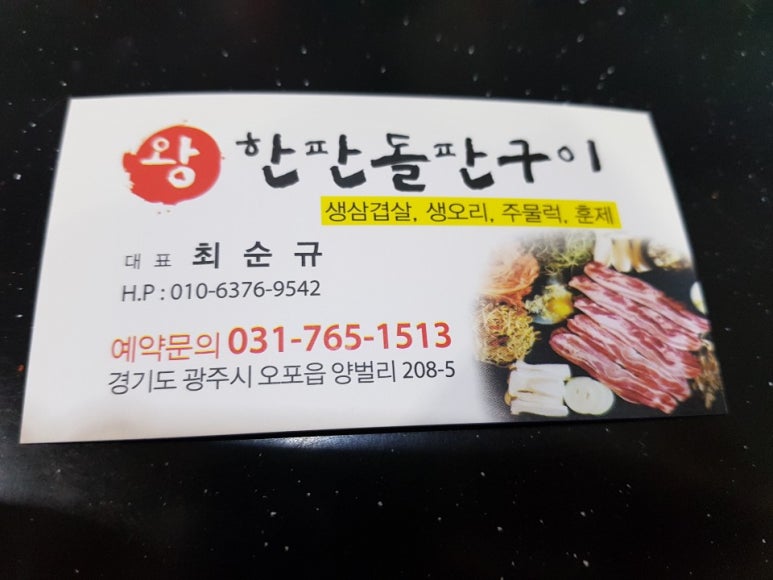 왕 한판돌판구이
생삼겹살, 생오리, 주물럭, 훈제
대 표 최 순 규
H.P : 010-6376-9542
예약문의 031-765-1513
경기도 광주시 오포읍 양벌리 208-5